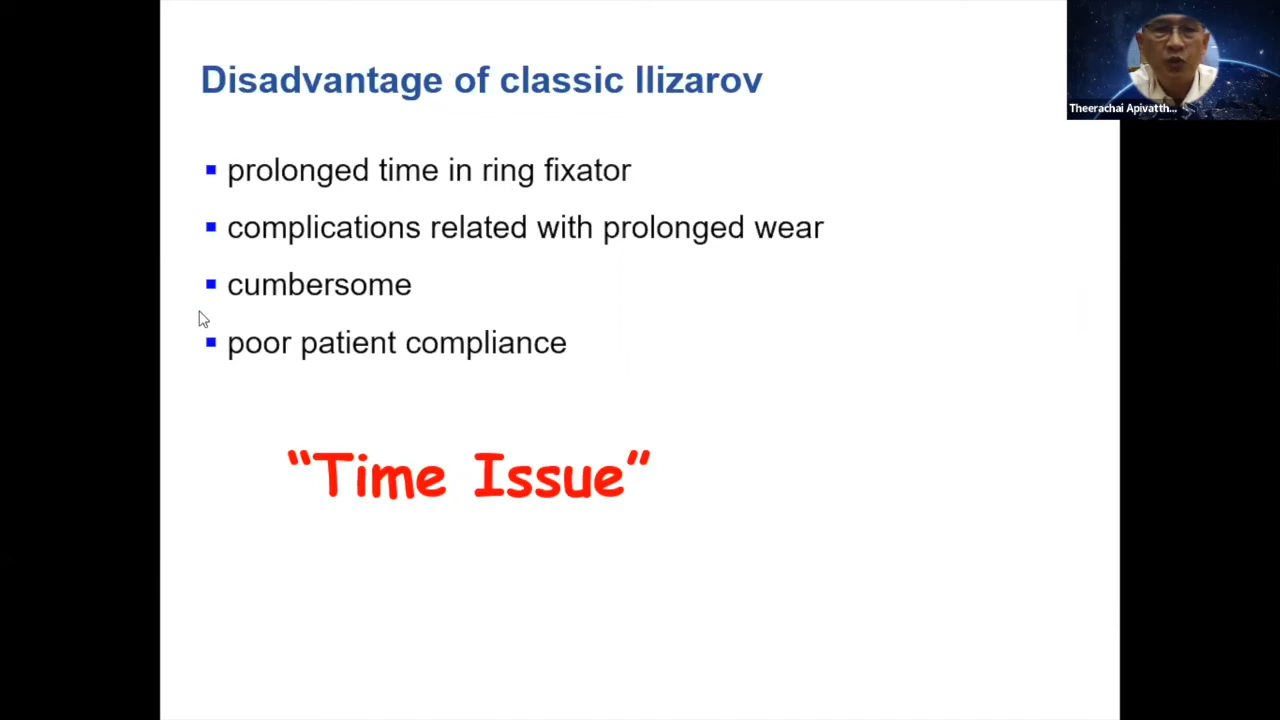 Disadvantage of classic Ilizarov
prolonged time in ring fixator
complications related with prolonged wear
cumbersome
poor patient compliance
“Time Issue”
Theerachai Apivatth...